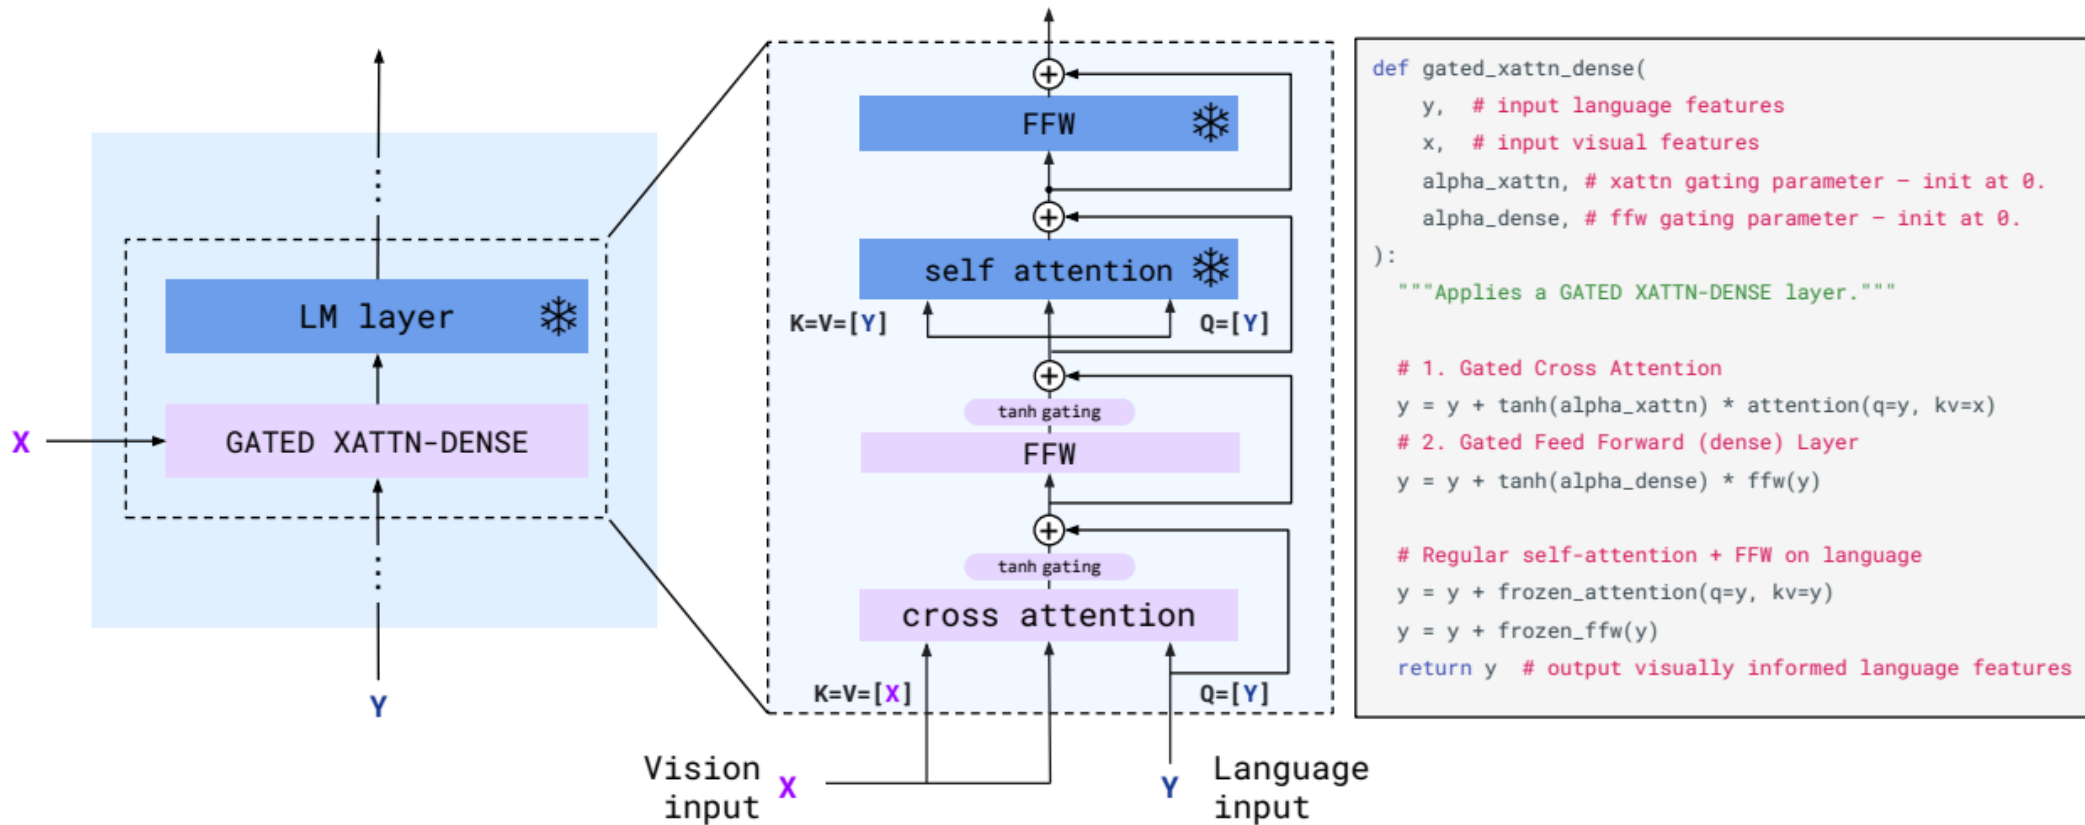 LM layer
X
GATED XATTN-DENSE
Y
FFW
self attention
K=V=[Y]
Q=[Y]
tanh gating
FFW
tanh gating
cross attention
K=V=[X]
Q=[Y]
Vision
input
X
Y
Language
input
def gated_xattn_dense(
y, # input language features
x, # input visual features
alpha_xattn, # xattn gating parameter – init at 0.
alpha_dense, # ffw gating parameter – init at 0.
):
"""Applies a GATED XATTN-DENSE layer."""
# 1. Gated Cross Attention
y = y + tanh(alpha_xattn) * attention(q=y, kv=x)
# 2. Gated Feed Forward (dense) Layer
y = y + tanh(alpha_dense) * ffw(y)
# Regular self-attention + FFW on language
y = y + frozen_attention(q=y, kv=y)
y = y + frozen_ffw(y)
return y # output visually informed language features